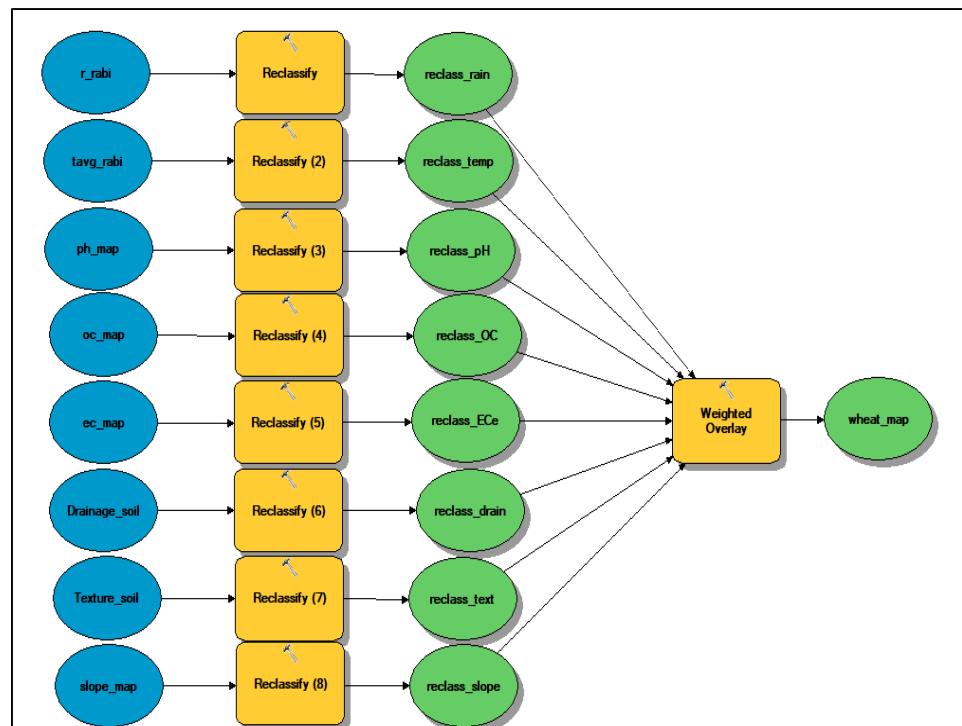 r_rabi
Reclassify
reclass_rain
tavg_rabi
Reclassify (2)
reclass_temp
ph_map
Reclassify (3)
reclass_pH
oc_map
Reclassify (4)
reclass_OC
ec_map
Reclassify (5)
reclass_ECe
Weighted
Overlay
wheat_map
Drainage_soil
Reclassify (6)
reclass_drain
Texture_soil
Reclassify (7)
reclass_text
slope_map
Reclassify (8)
reclass_slope